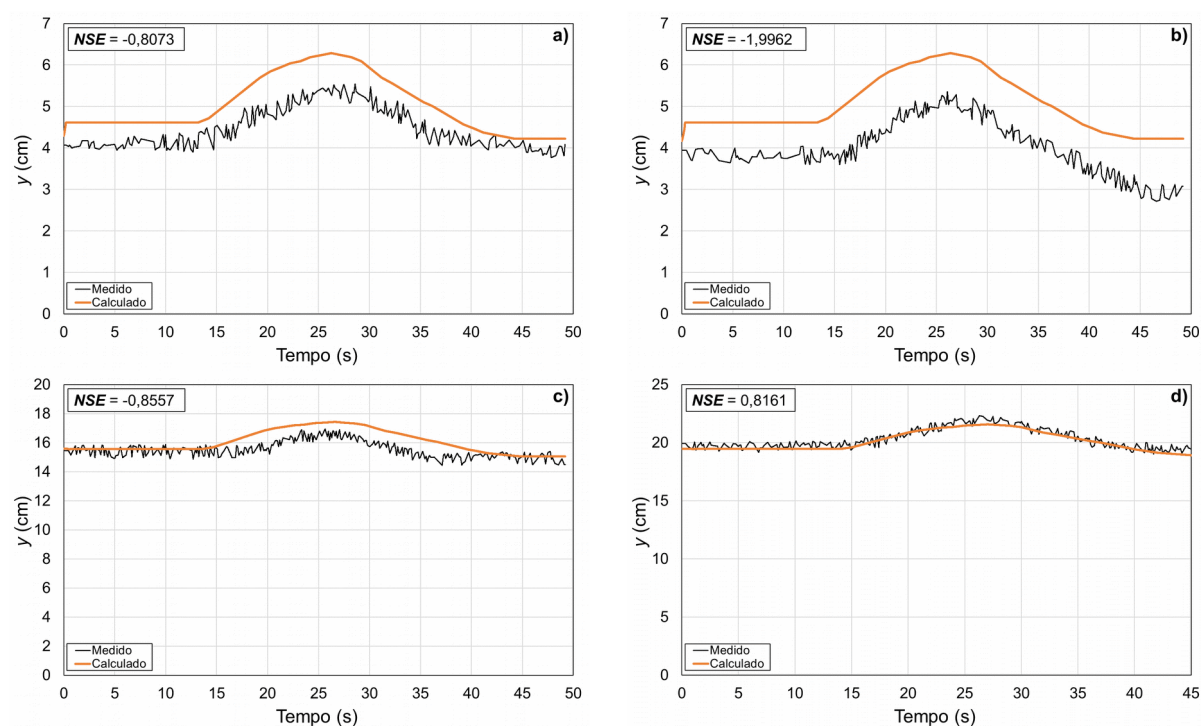 NSE = -0,8073
a)
7
6
5
4
3
2
1
0
y (cm)
Medido
Calculado
0 5 10 15 20 25 30 35 40 45 50
Tempo (s)
NSE = -1,9962
b)
7
6
5
4
3
2
1
0
y (cm)
Medido
Calculado
0 5 10 15 20 25 30 35 40 45 50
Tempo (s)
NSE = -0,8557
c)
20
18
16
14
12
10
8
6
4
2
0
y (cm)
Medido
Calculado
0 5 10 15 20 25 30 35 40 45 50
Tempo (s)
NSE = 0,8161
d)
25
20
15
10
5
0
y (cm)
Medido
Calculado
0 5 10 15 20 25 30 35 40 45
Tempo (s)